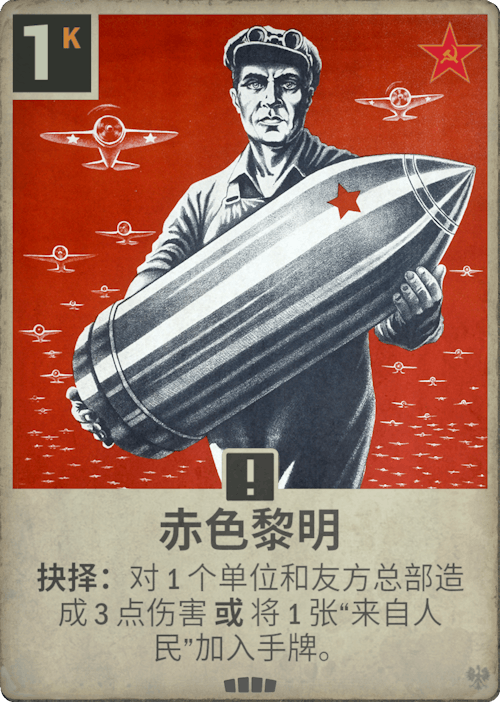 1K
!
赤色黎明
抉择：对 1 个单位和友方总部造
成 3 点伤害 或 将 1 张“来自人
民”加入手牌。